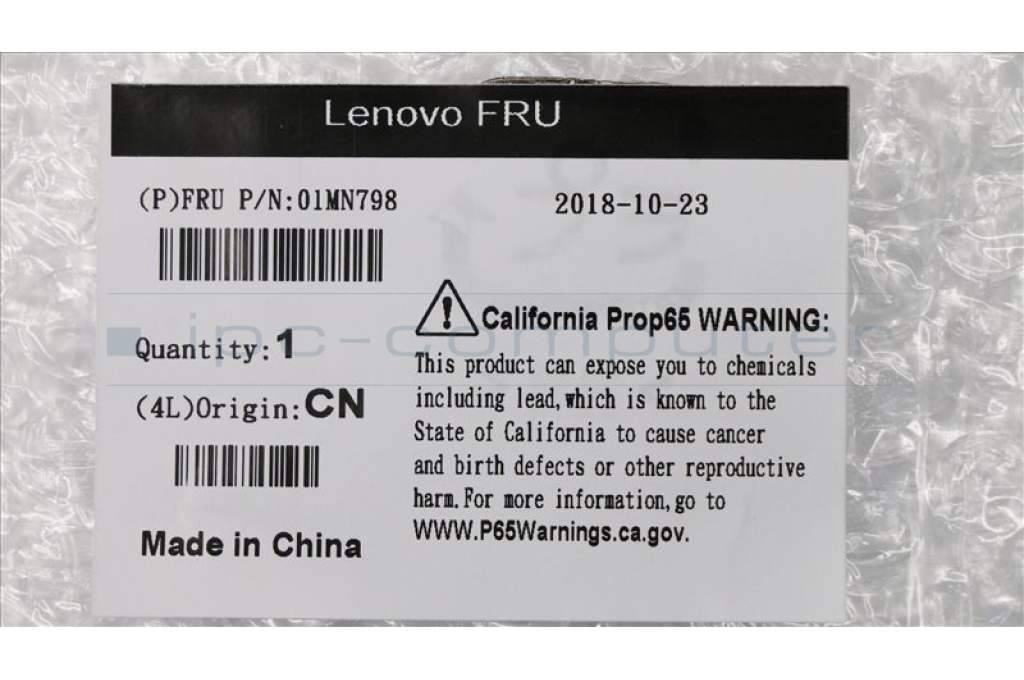 Lenovo FRU
(P)FRU P/N:01MN798
2018-10-23
ipc-computer
Quantity:1
(4L)Origin:CN
Made in China
California Prop65 WARNING:
This product can expose you to chemicals
including lead,which is known to the
State of California to cause cancer
and birth defects or other reproductive
harm.For more information,go to
WWW.P65Warnings.ca.gov.